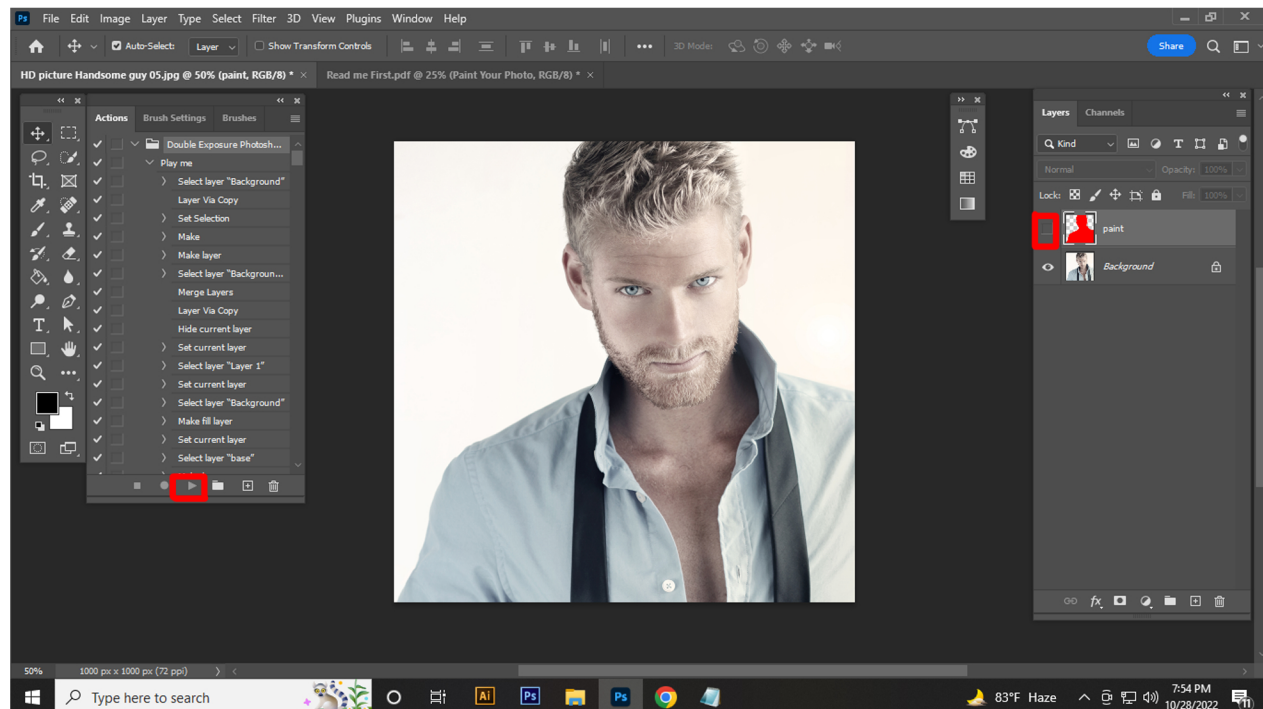 Ps File Edit Image Layer Type Select Filter 3D View Plugins Window Help
Auto-Select: Layer Show Transform Controls 3D Mode: Share
HD picture Handsome guy 05.jpg @ 50% (paint, RGB/8) * × Read me First.pdf @ 25% (Paint Your Photo, RGB/8) * ×
Actions Brush Settings Brushes
Double Exposure Photosh...
Play me
Select layer "Background"
Layer Via Copy
Set Selection
Make
Make layer
Select layer "Backgroun...
Merge Layers
Layer Via Copy
Hide current layer
Set current layer
Select layer "Layer 1"
Set current layer
Select layer "Background"
Make fill layer
Set current layer
Select layer "base"
Layers Channels
Kind
Normal Opacity: 100%
Lock: Fill: 100%
paint
Background
50% 1000 px x 1000 px (72 ppi)
Type here to search
Ai Ps Ps
83°F Haze
7:54 PM
10/28/2022
11